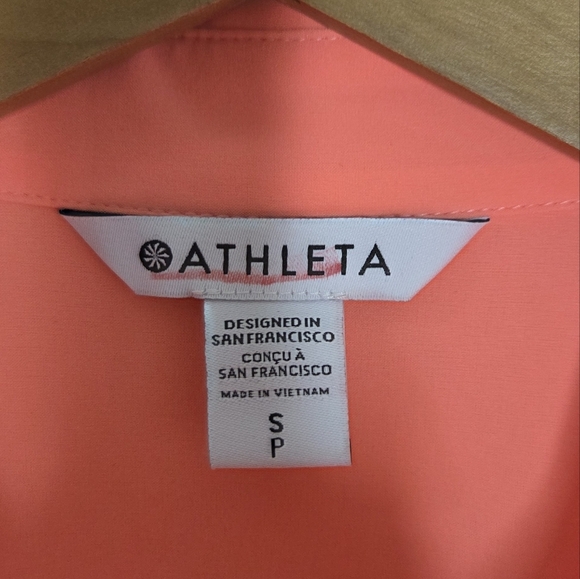 ATHLETA
DESIGNED IN
SAN FRANCISCO
CONÇU À
SAN FRANCISCO
MADE IN VIETNAM
S
P